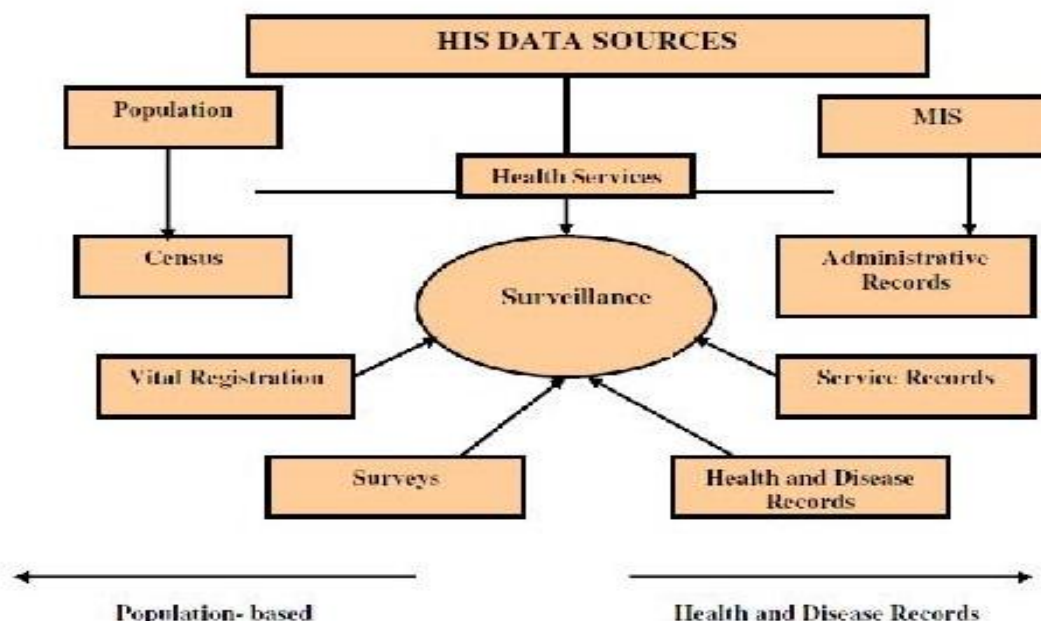 HIS DATA SOURCES
Population
MIS
Health Services
Census
Administrative
Records
Surveillance
Vital Registration
Service Records
Surveys
Health and Disease
Records
Population- based
Health and Disease Records